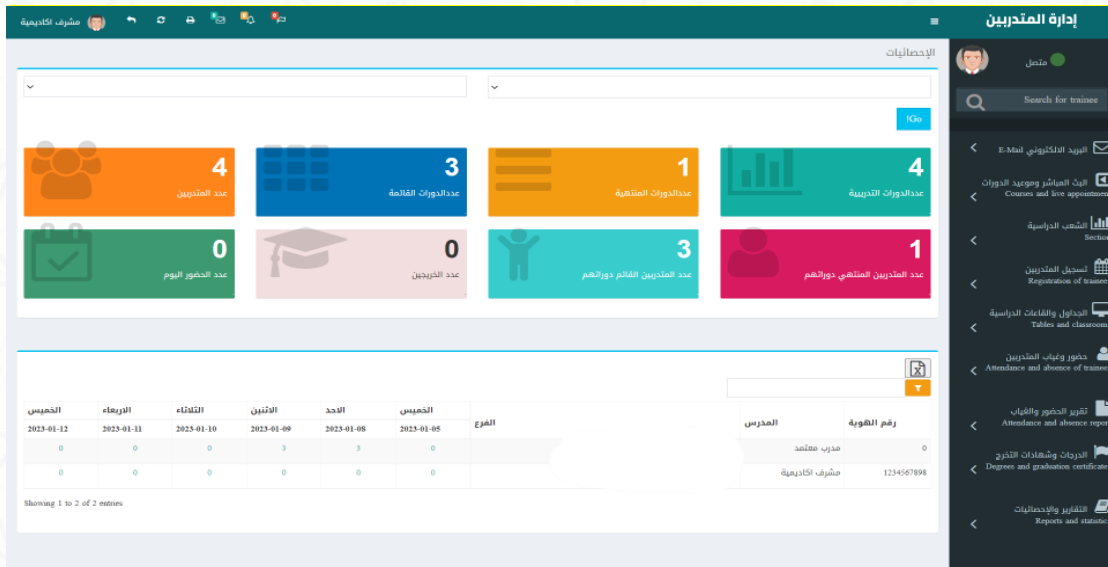 إدارة المتدربين
مشرف اكاديمية
متصل
Search for trainee
البريد الالكتروني E-Mail
البث المباشر وموعيد الدورات
Courses and live appointmen
الشعب الدراسية
Section
تسجيل المتدربين
Registration of trainee
الجداول والقاعات الدراسية
Tables and classroom
حضور وغياب المتدربين
Attendance and absence of trainee
تقرير الحضور والغياب
Attendance and absence repor
الدرجات وشهادات التخرج
Degrees and graduation certificate
التقارير والإحصائيات
Reports and statistic
الإحصائيات
!Go
4
عددالدورات التدريبية
1
عددالدورات المنتهية
3
عددالدورات القائمة
4
عدد المتدربين
1
عدد المتدربين المنتهي دوراتهم
3
عدد المتدربين القائم دوراتهم
0
عدد الخريجين
0
عدد الحضور اليوم
رقم الهوية المدرس الفرع الخميس الاحد الاثنين الثلاثاء الاربعاء الخميس
2023-01-05 2023-01-08 2023-01-09 2023-01-10 2023-01-11 2023-01-12
0 مدرب معتمد 0 3 3 0 0 0
1234567898 مشرف اكاديمية 0 0 0 0 0 0
Showing 1 to 2 of 2 entries